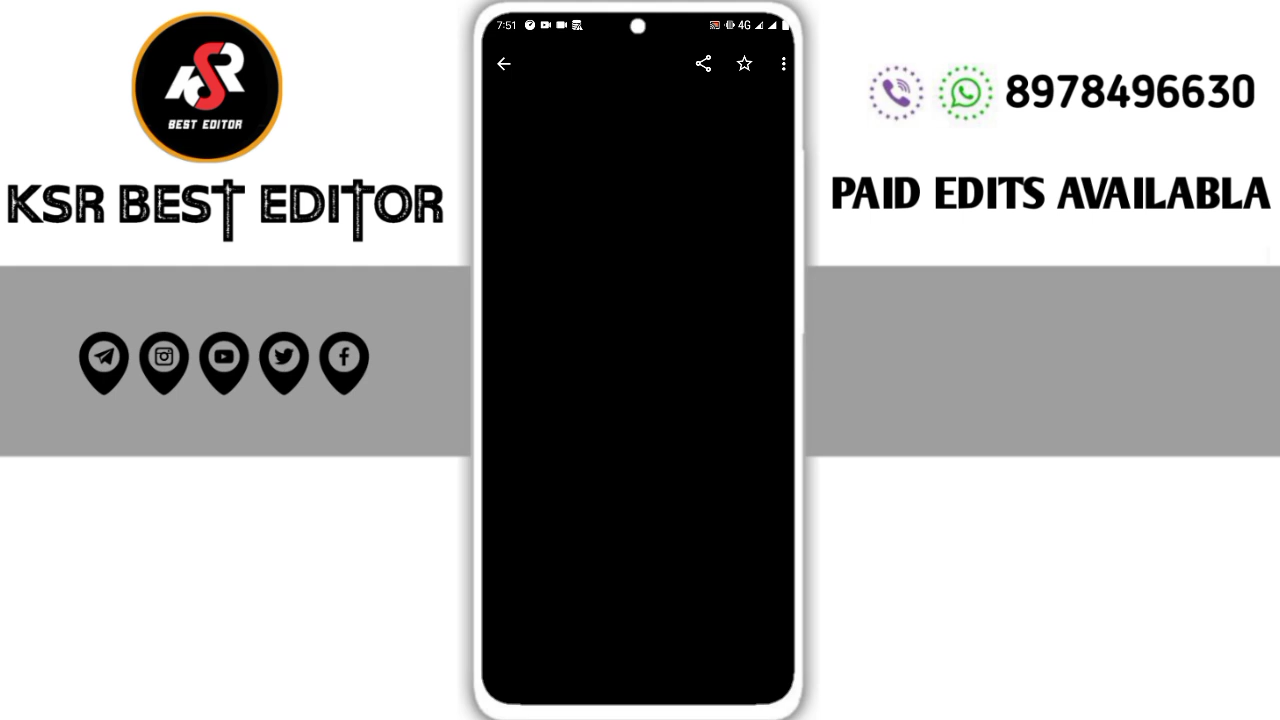 KSR
BEST EDITOR
KSR BEST EDITOR
7:51
4G
8978496630
PAID EDITS AVAILABLA